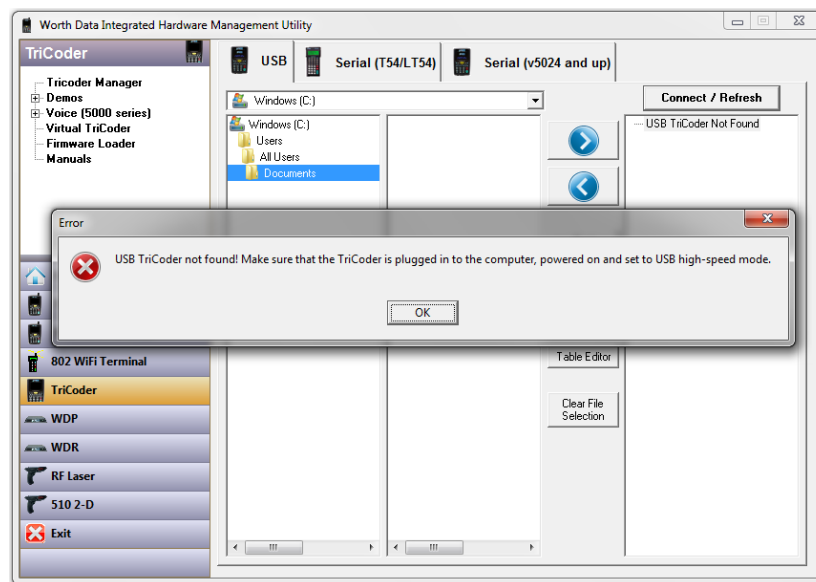 Worth Data Integrated Hardware Management Utility
TriCoder
Tricoder Manager
Demos
Voice (5000 series)
Virtual TriCoder
Firmware Loader
Manuals
USB
Serial (T54/LT54)
Serial (v5024 and up)
Windows (C:)
Connect / Refresh
Windows (C:)
Users
All Users
Documents
USB TriCoder Not Found
Error
USB TriCoder not found! Make sure that the TriCoder is plugged in to the computer, powered on and set to USB high-speed mode.
OK
802 WiFi Terminal
TriCoder
WDP
WDR
RF Laser
510 2-D
Exit
Table Editor
Clear File
Selection